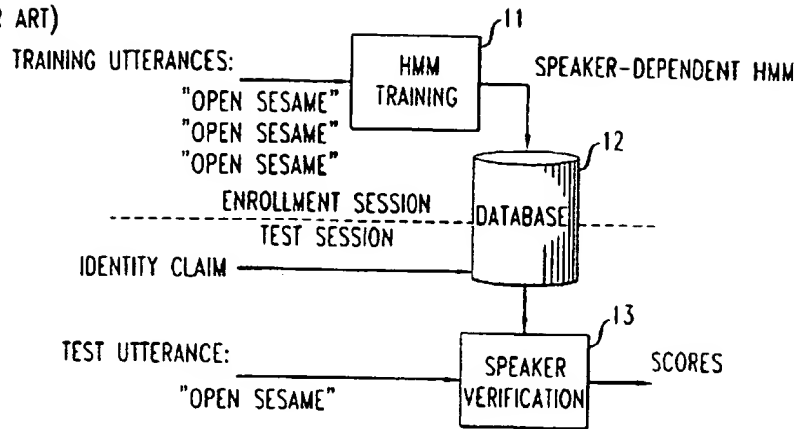 ART)
11
TRAINING UTTERANCES:
HMM
TRAINING
SPEAKER-DEPENDENT HMM
"OPEN SESAME"
"OPEN SESAME"
"OPEN SESAME"
12
ENROLLMENT SESSION
DATABASE
TEST SESSION
IDENTITY CLAIM
13
TEST UTTERANCE:
SPEAKER
VERIFICATION
SCORES
"OPEN SESAME"